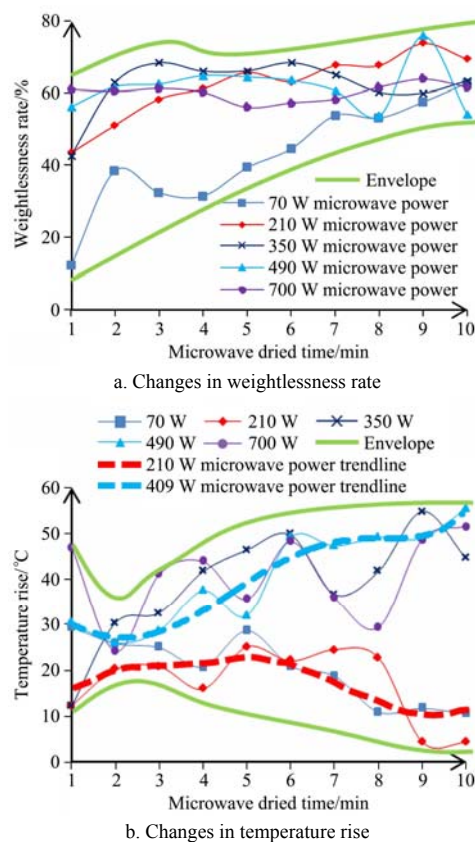 80
60
40
20
0
Weightlessness rate/%
Envelope
70 W microwave power
210 W microwave power
350 W microwave power
490 W microwave power
700 W microwave power
1 2 3 4 5 6 7 8 9 10
Microwave dried time/min
a. Changes in weightlessness rate
70 W 210 W 350 W
490 W 700 W Envelope
210 W microwave power trendline
409 W microwave power trendline
60
50
40
30
20
10
0
Temperature rise/°C
1 2 3 4 5 6 7 8 9 10
Microwave dried time/min
b. Changes in temperature rise